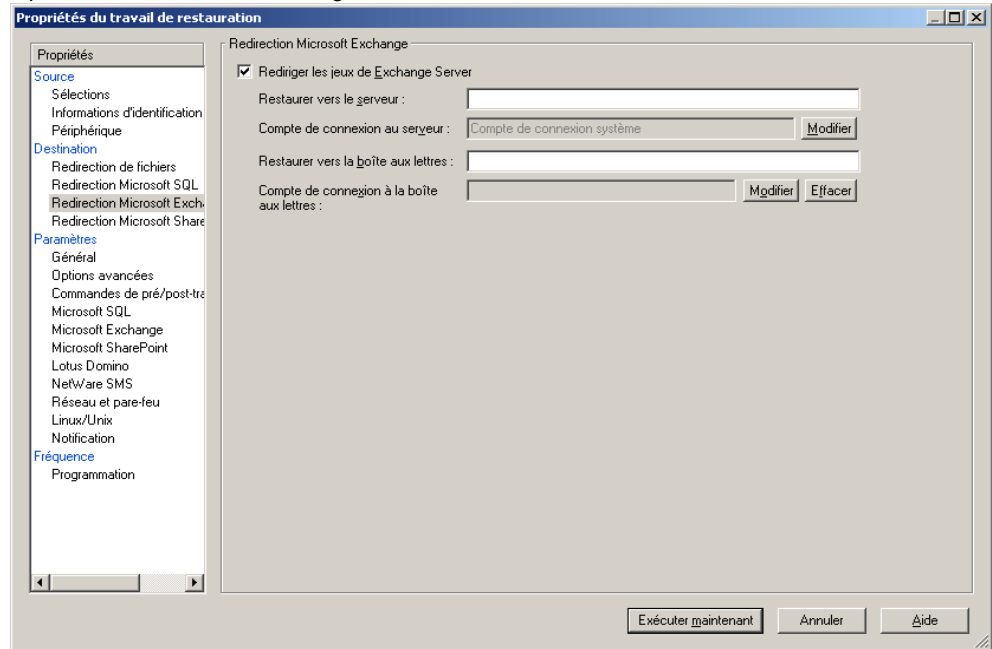 Propriétés du travail de restauration
Propriétés
Source
Sélections
Informations d'identification
Périphérique
Destination
Redirection de fichiers
Redirection Microsoft SQL
Redirection Microsoft Exch
Redirection Microsoft Share
Paramètres
Général
Options avancées
Commandes de pré/post-tra
Microsoft SQL
Microsoft Exchange
Microsoft SharePoint
Lotus Domino
NetWare SMS
Réseau et pare-feu
Linux/Unix
Notification
Fréquence
Programmation
Redirection Microsoft Exchange
Rediriger les jeux de Exchange Server
Restaurer vers le serveur :
Compte de connexion au serveur : Compte de connexion système Modifier
Restaurer vers la boîte aux lettres :
Compte de connexion à la boîte
aux lettres :
Modifier Effacer
Exécuter maintenant Annuler Aide